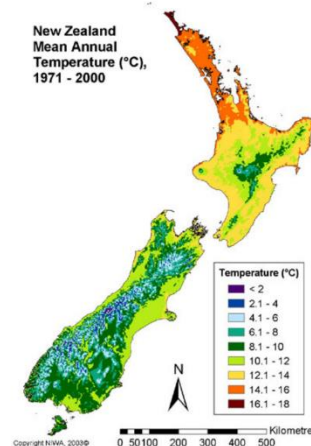 New Zealand
Mean Annual
Temperature (°C),
1971 - 2000
Temperature (°C)
< 2
2.1 - 4
4.1 - 6
6.1 - 8
8.1 - 10
10.1 - 12
12.1 - 14
14.1 - 16
16.1 - 18
N
Kilometre
0 50100 200 300 400 500
Copyright NIWA, 2003©